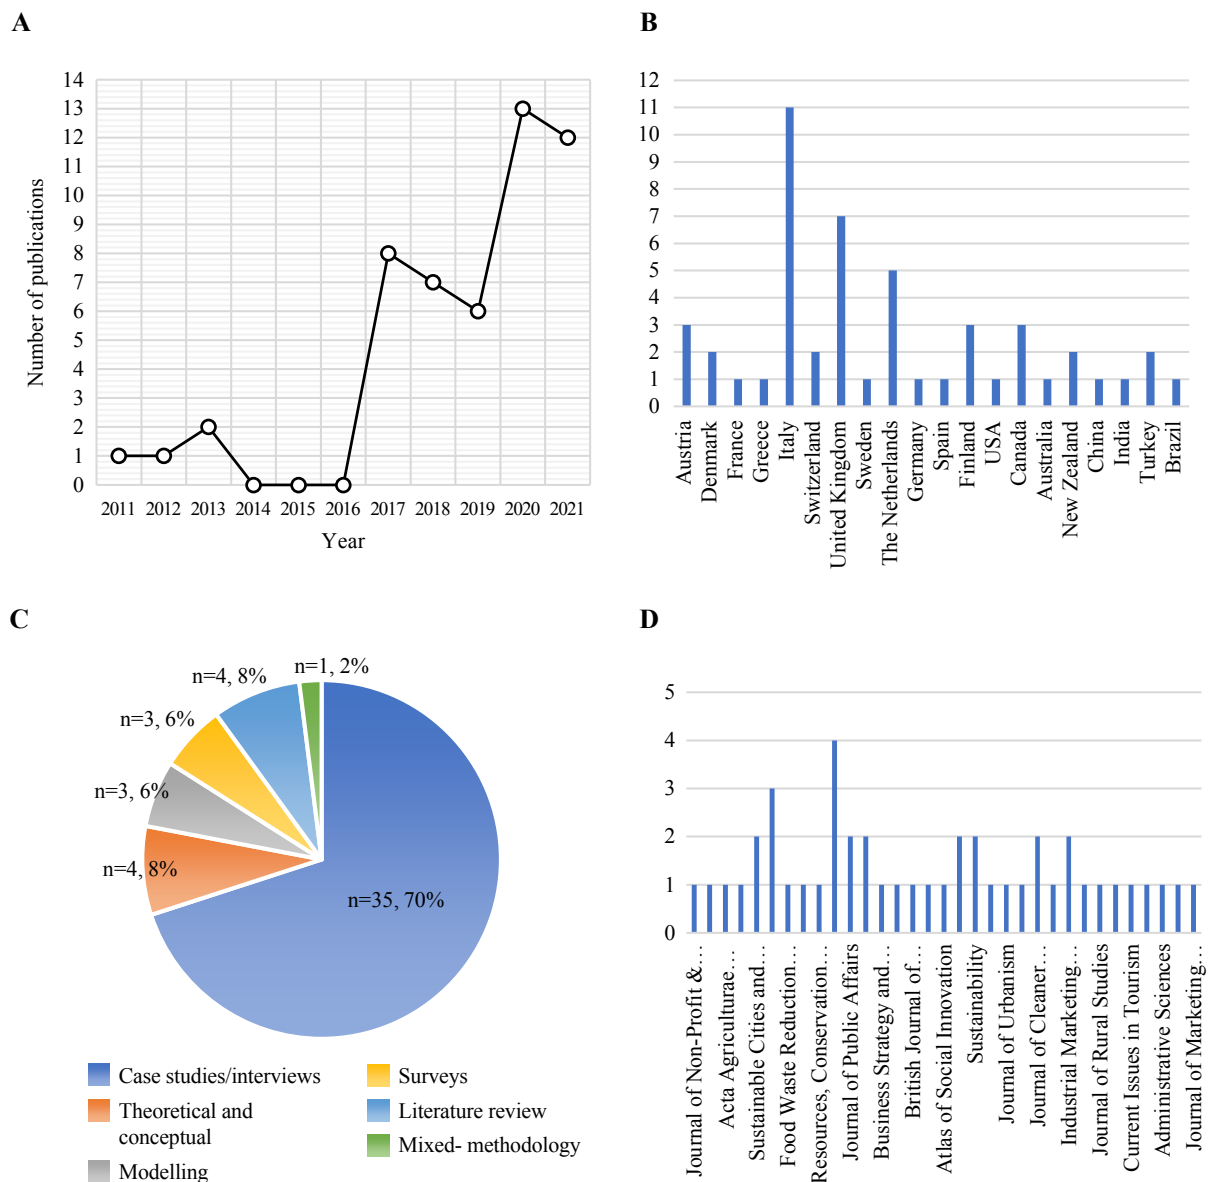 A
14
13
12
11
10
9
8
7
6
5
4
3
2
1
0
Number of publications
2011 2012 2013 2014 2015 2016 2017 2018 2019 2020 2021
Year
B
12
11
10
9
8
7
6
5
4
3
2
1
0
Austria
Denmark
France
Greece
Italy
Switzerland
United Kingdom
Sweden
The Netherlands
Germany
Spain
Finland
USA
Canada
Australia
New Zealand
China
India
Turkey
Brazil
C
n=1, 2%
n=4, 8%
n=3, 6%
n=3, 6%
n=4, 8%
n=35, 70%
Case studies/interviews
Theoretical and
conceptual
Modelling
Surveys
Literature review
Mixed- methodology
D
5
4
3
2
1
0
Journal of Non-Profit &…
Acta Agriculturae…
Sustainable Cities and…
Food Waste Reduction…
Resources, Conservation…
Journal of Public Affairs
Business Strategy and…
British Journal of…
Atlas of Social Innovation
Sustainability
Journal of Urbanism
Journal of Cleaner…
Industrial Marketing…
Journal of Rural Studies
Current Issues in Tourism
Administrative Sciences
Journal of Marketing…